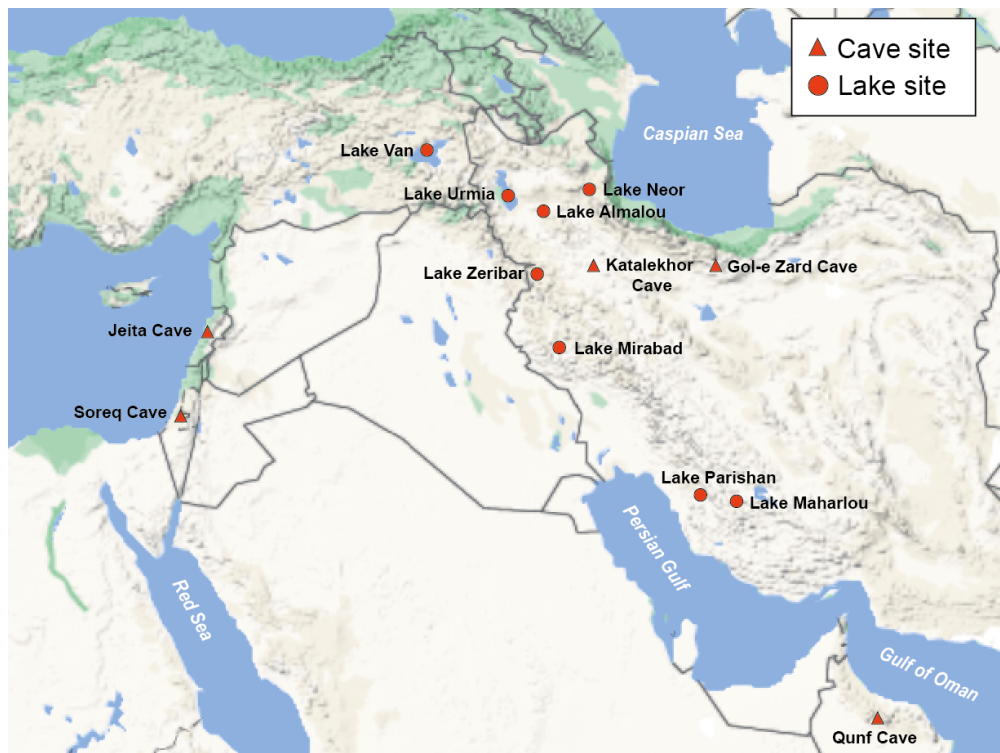 Cave site
Lake site
Caspian Sea
Lake Van
Lake Urmia
Lake Neor
Lake Almalou
Lake Zeribar
Katalekhor
Cave
Gol-e Zard Cave
Jeita Cave
Lake Mirabad
Soreq Cave
Lake Parishan
Lake Maharlou
Persian Gulf
Red Sea
Gulf of Oman
Qunf Cave